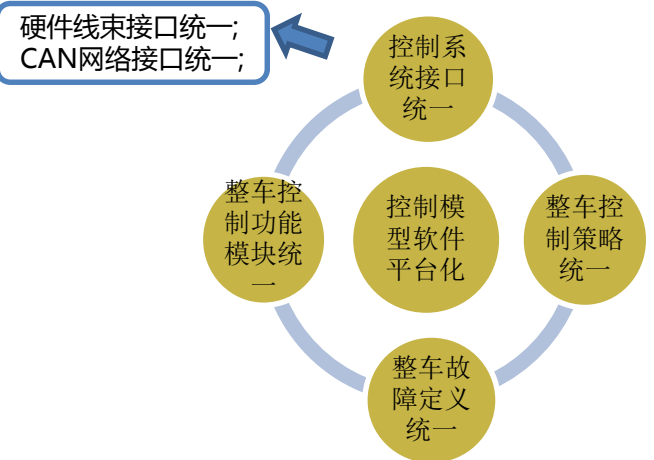 硬件线束接口统一;
CAN网络接口统一;
控制系
统接口
统一
整车控
制功能
模块统
一
控制模
型软件
平台化
整车控
制策略
统一
整车故
障定义
统一